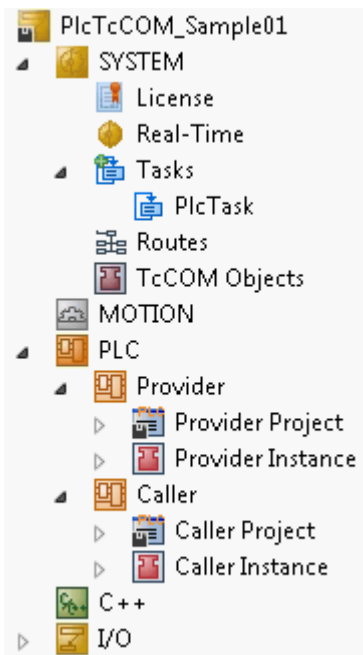 PlcTcCOM_Sample01
SYSTEM
License
Real-Time
Tasks
PlcTask
Routes
TcCOM Objects
MOTION
PLC
Provider
Provider Project
Provider Instance
Caller
Caller Project
Caller Instance
C++
I/O